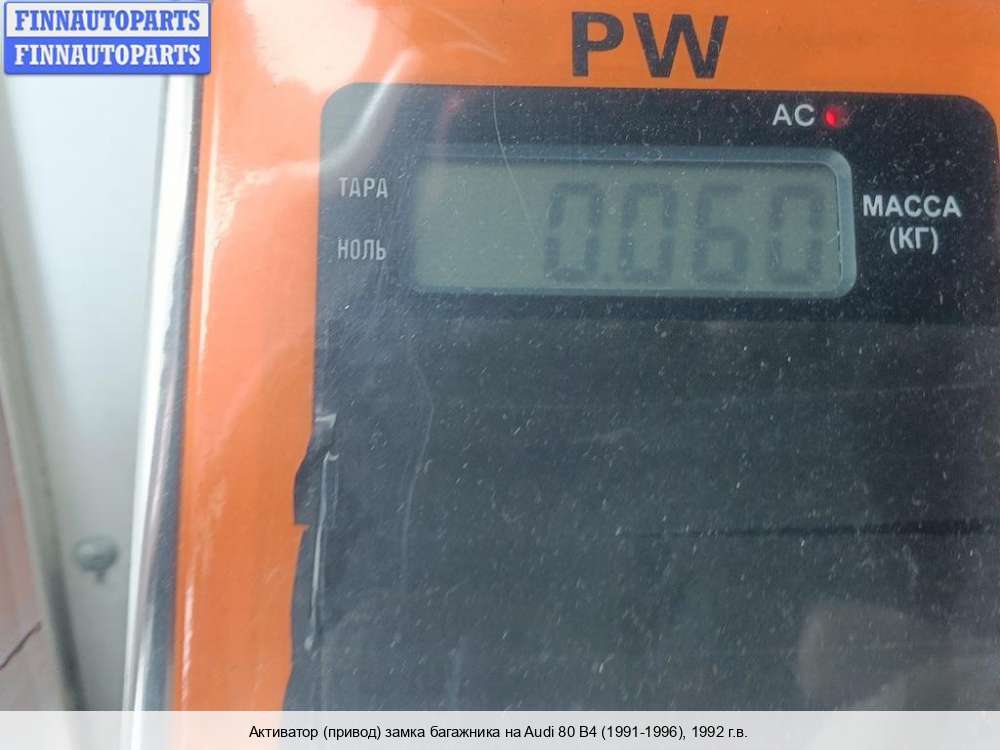 FINNAUTOPARTS
FINNAUTOPARTS
PW
AC
ТАРА
НОЛЬ
0.060
МАССА
(КГ)
Активатор (привод) замка багажника на Audi 80 B4 (1991-1996), 1992 г.в.